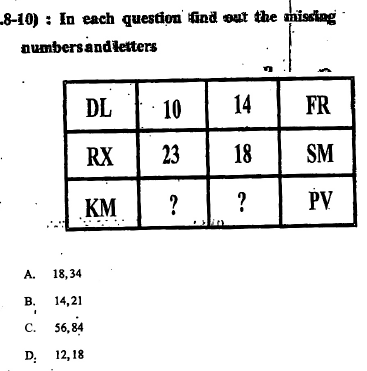 .8-10) : In each question find out the missing
numbers and letters
DL 10 14 FR
RX 23 18 SM
KM ? ? PV
A. 18,34
B. 14,21
C. 56,84
D. 12,18